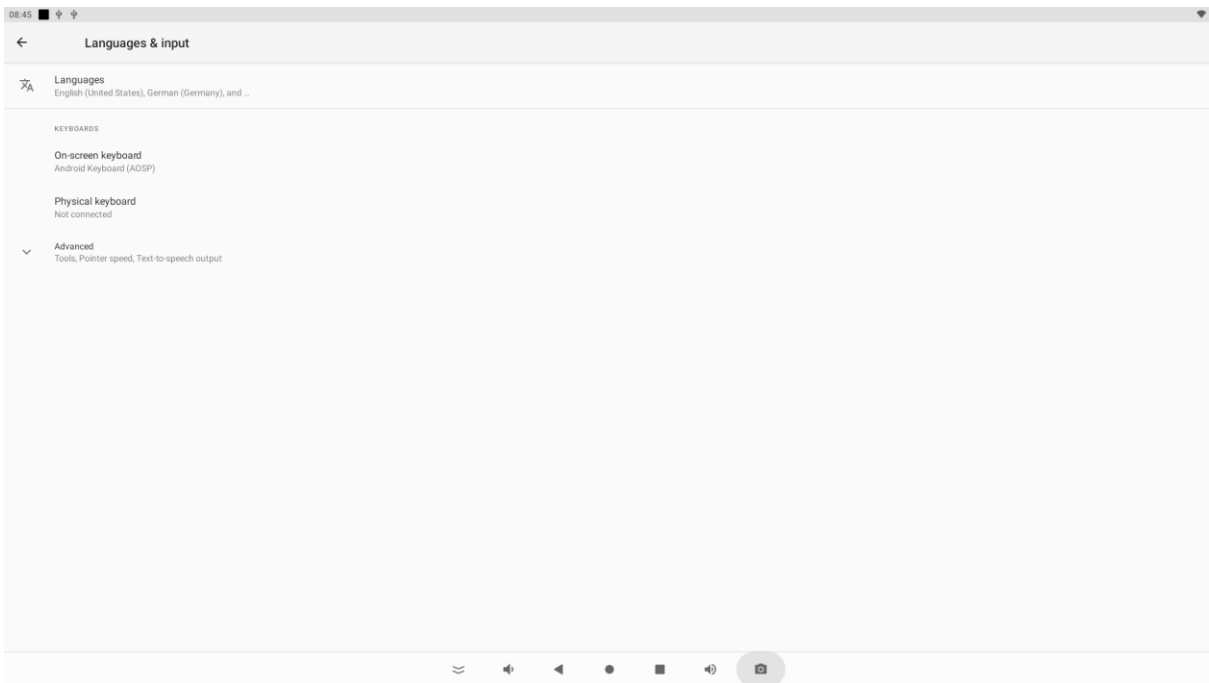 08:45
Languages & input
Languages
English (United States), German (Germany), and …
KEYBOARDS
On-screen keyboard
Android Keyboard (AOSP)
Physical keyboard
Not connected
Advanced
Tools, Pointer speed, Text-to-speech output